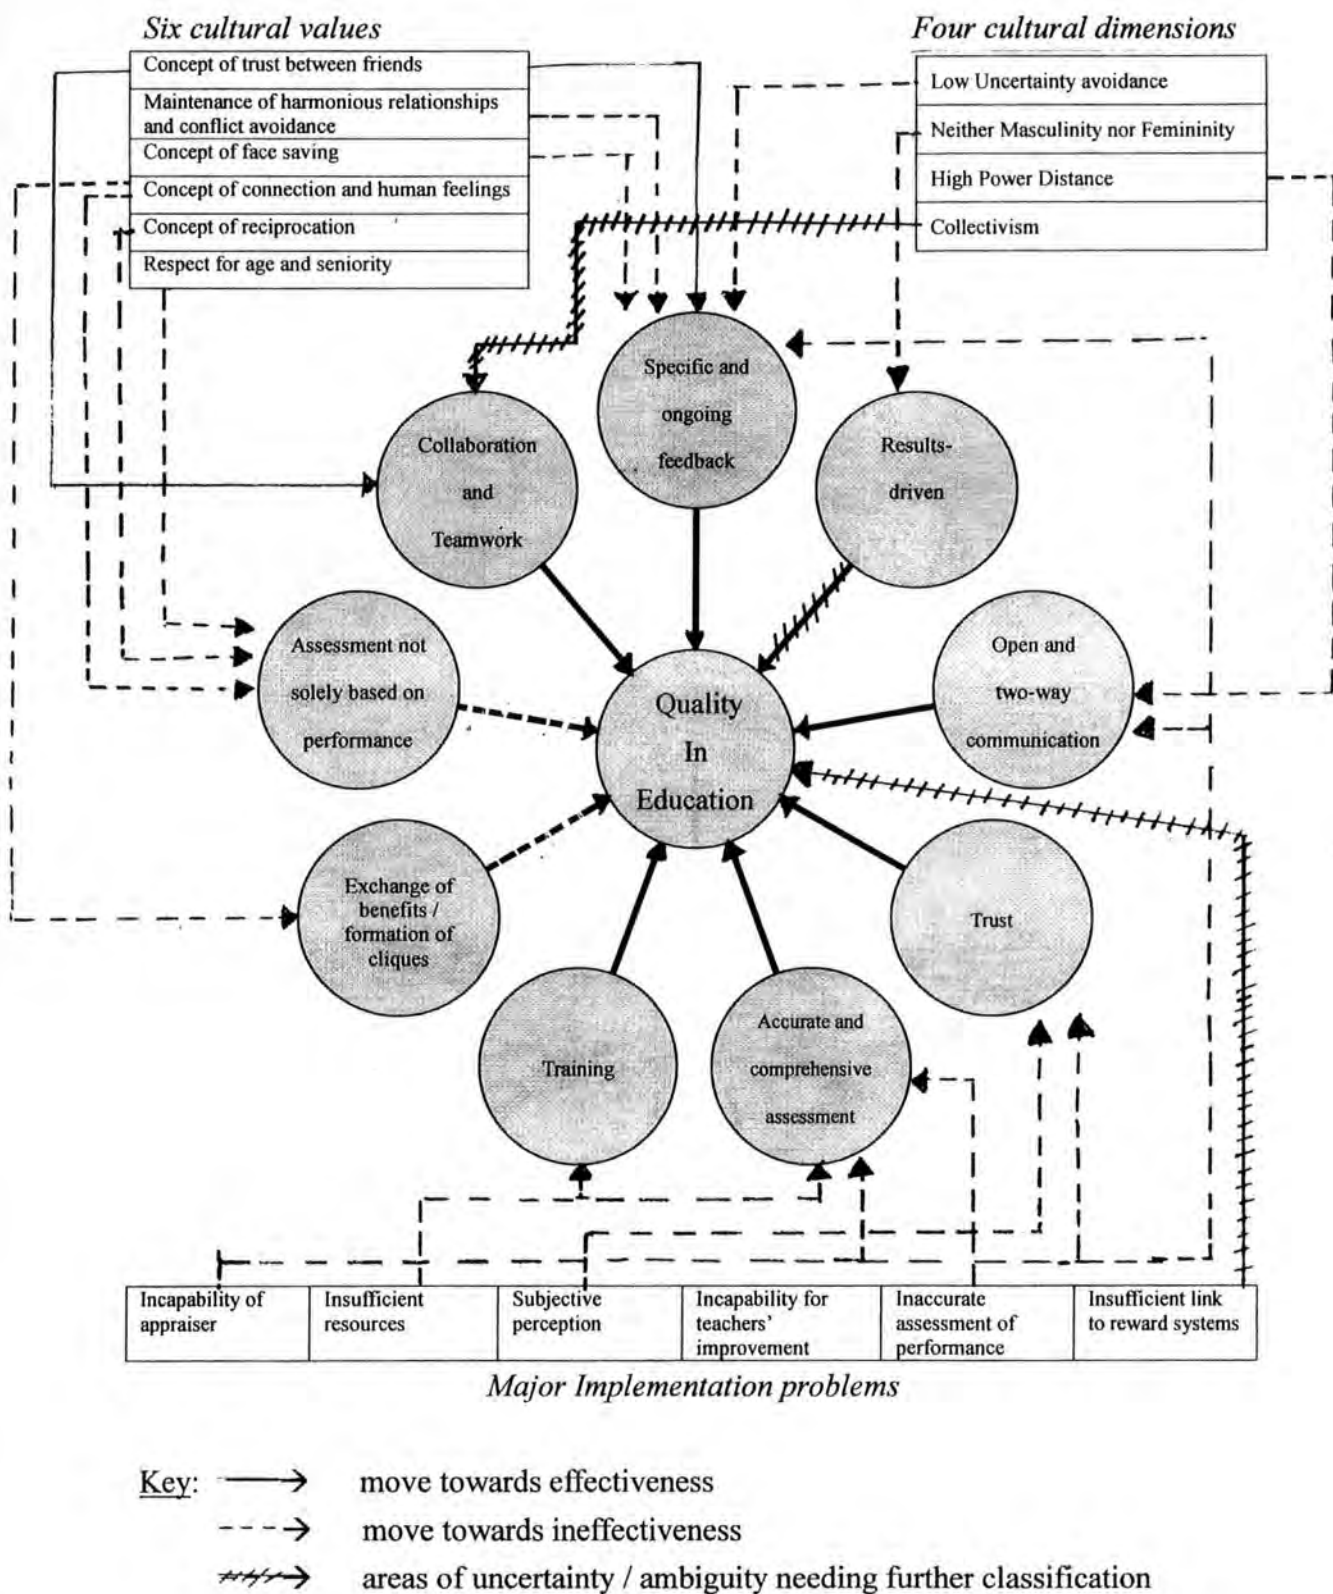 Six cultural values
Concept of trust between friends
Maintenance of harmonious relationships
and conflict avoidance
Concept of face saving
Concept of connection and human feelings
Concept of reciprocation
Respect for age and seniority
Four cultural dimensions
Low Uncertainty avoidance
Neither Masculinity nor Femininity
High Power Distance
Collectivism
Specific and
ongoing
feedback
Collaboration
and
Teamwork
Results-
driven
Assessment not
solely based on
performance
Open and
two-way
communication
Quality
In
Education
Exchange of
benefits /
formation of
cliques
Trust
Training
Accurate and
comprehensive
assessment
Incapability of
appraiser
Insufficient
resources
Subjective
perception
Incapability for
teachers'
improvement
Inaccurate
assessment of
performance
Insufficient link
to reward systems
Major Implementation problems
Key:
move towards effectiveness
move towards ineffectiveness
areas of uncertainty / ambiguity needing further classification